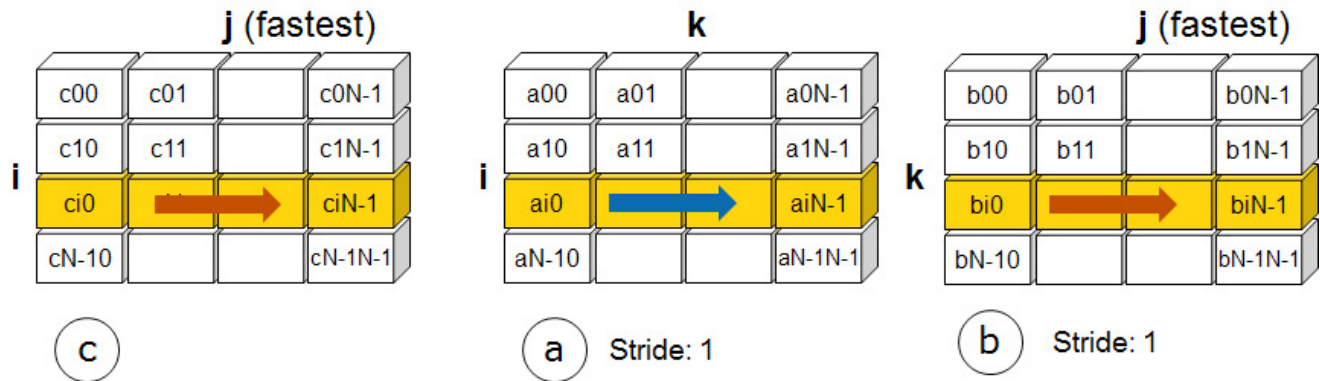 j (fastest)
k
j (fastest)
c00 c01 c0N-1
c10 c11 c1N-1
i
ci0 ciN-1
cN-10 cN-1N-1
a00 a01 a0N-1
a10 a11 a1N-1
i
ai0 aiN-1
aN-10 aN-1N-1
b00 b01 b0N-1
b10 b11 b1N-1
k
bi0 biN-1
bN-10 bN-1N-1
c
a Stride: 1
b Stride: 1